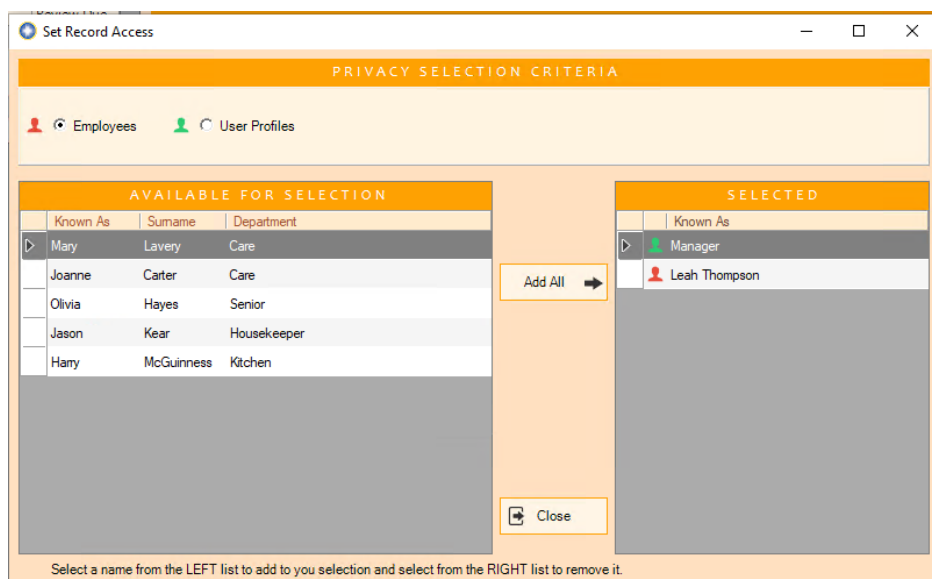 Review Due
Set Record Access
PRIVACY SELECTION CRITERIA
Employees User Profiles
AVAILABLE FOR SELECTION
Known As Surname Department
Mary Lavery Care
Joanne Carter Care
Olivia Hayes Senior
Jason Kear Housekeeper
Harry McGuinness Kitchen
Add All
Close
SELECTED
Known As
Manager
Leah Thompson
Select a name from the LEFT list to add to you selection and select from the RIGHT list to remove it.